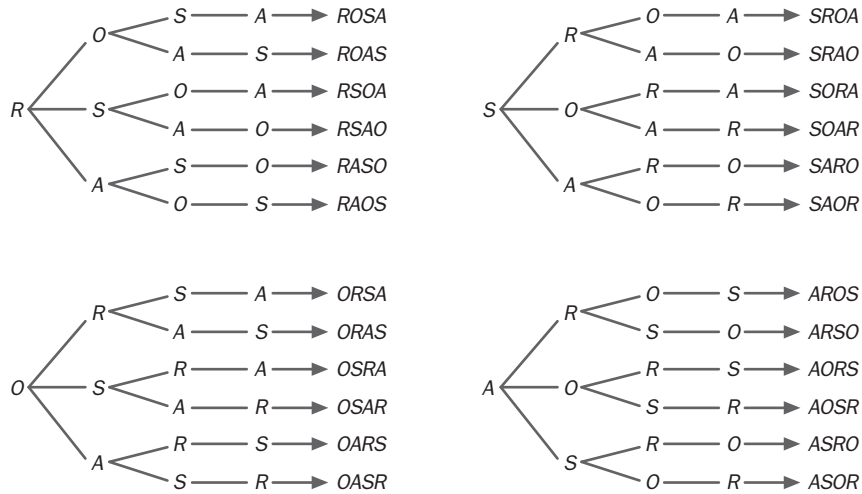 S A ROSA
O
A S ROAS
O A RSOA
R S
A O RSAO
S O RASO
A
O S RAOS
O A SROA
R
A O SRAO
R A SORA
S O
A R SOAR
R O SARO
A
O R SAOR
S A ORSA
R
A S ORAS
R A OSRA
O S
A R OSAR
R S OARS
A
S R OASR
O S AROS
R
S O ARSO
R S AORS
A O
S R AOSR
R O ASRO
S
O R ASOR